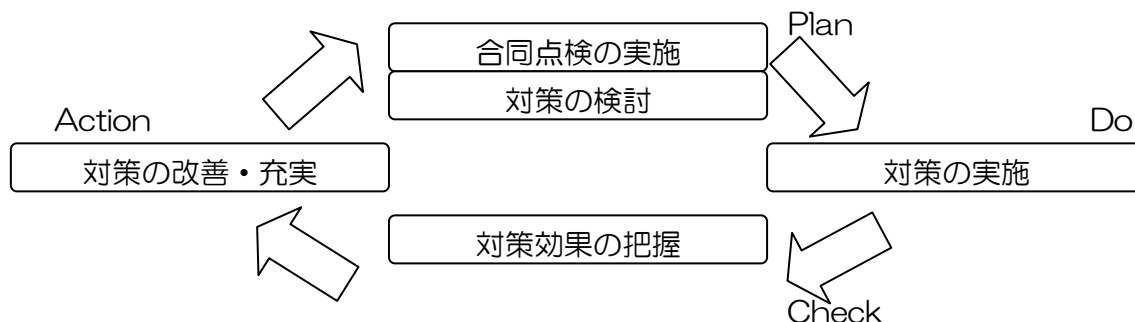 Plan
合同点検の実施
対策の検討
Action
Do
対策の改善・充実
対策の実施
対策効果の把握
Check